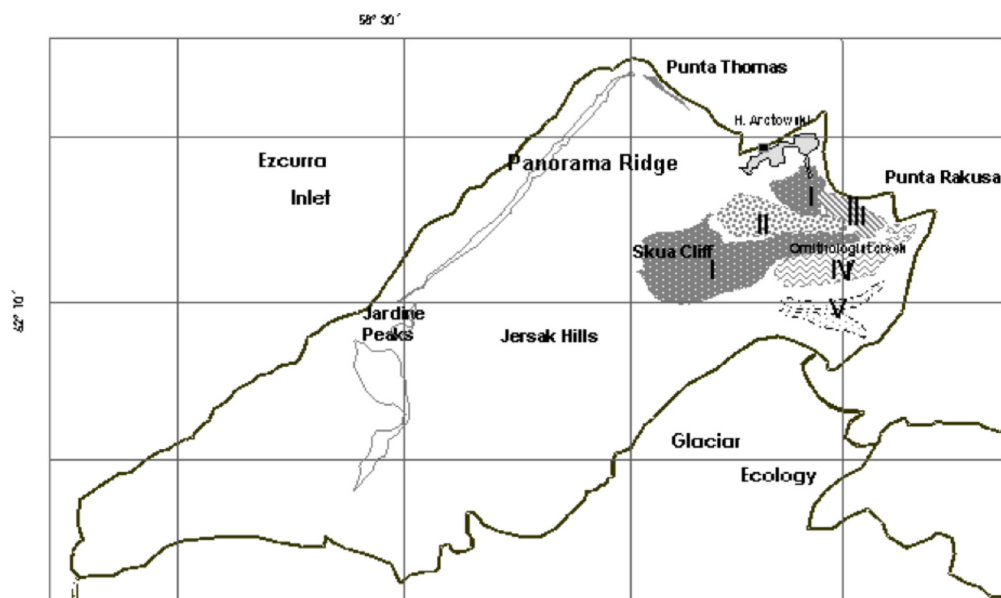 58° 30´
Punta Thomas
H. Arctowski
Ezcurra
Inlet
Panorama Ridge
Punta Rakusa
I
III
II
Skua Cliff
Ornithologist creek
I
IV
62° 10´
V
Jardine
Peaks
Jersak Hills
Glaciar
Ecology